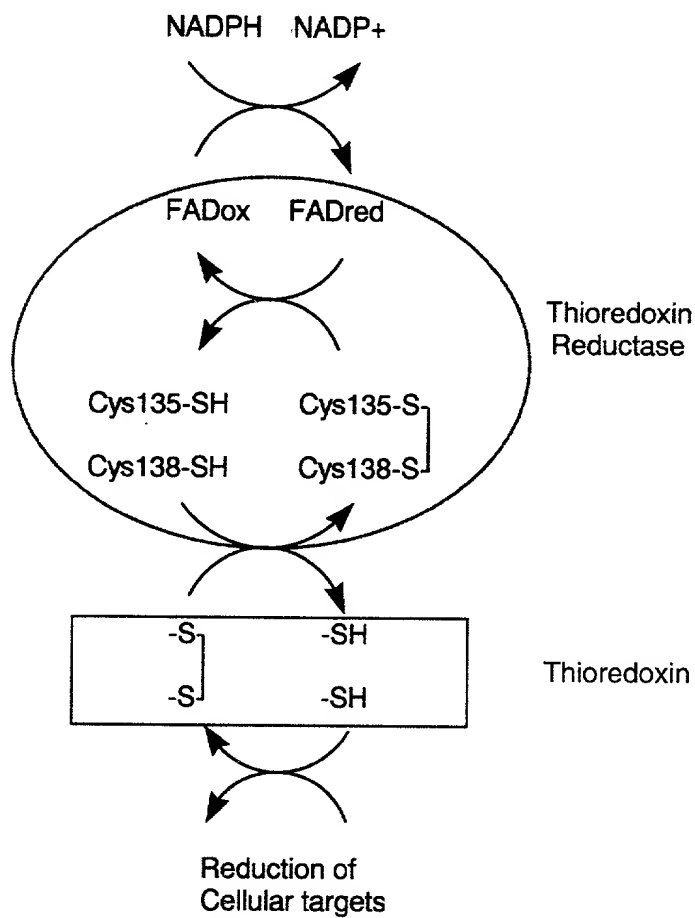 NADPH NADP+
FADox FADred
Thioredoxin
Reductase
Cys135-SH Cys135-S
Cys138-SH Cys138-S
-S -SH
Thioredoxin
-S -SH
Reduction of
Cellular targets